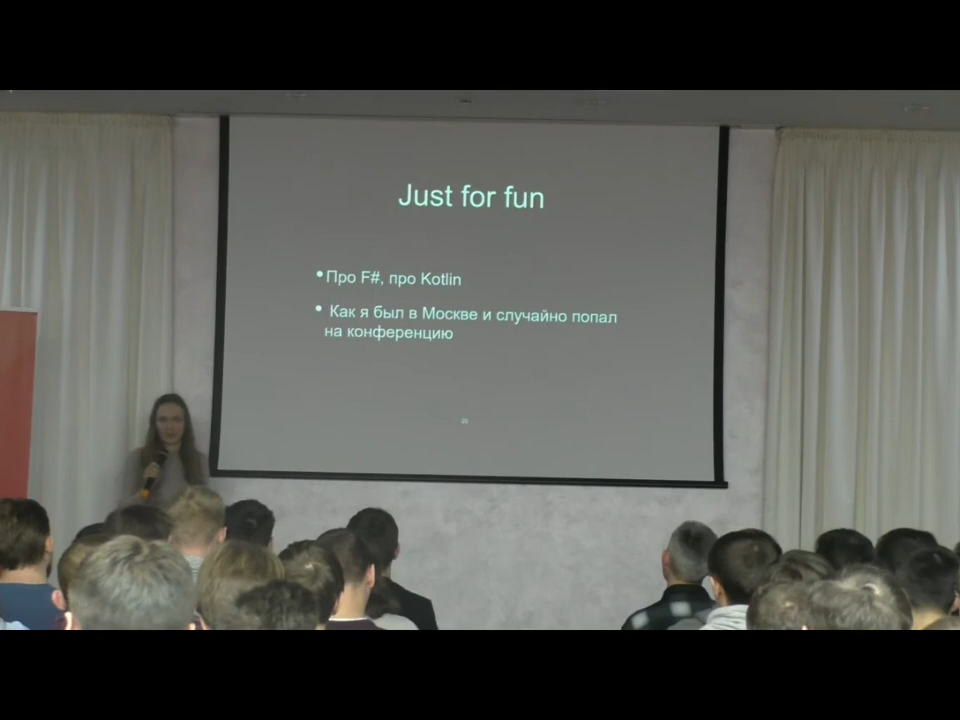 Just for fun
Про F#, про Kotlin
Как я был в Москве и случайно попал
на конференцию